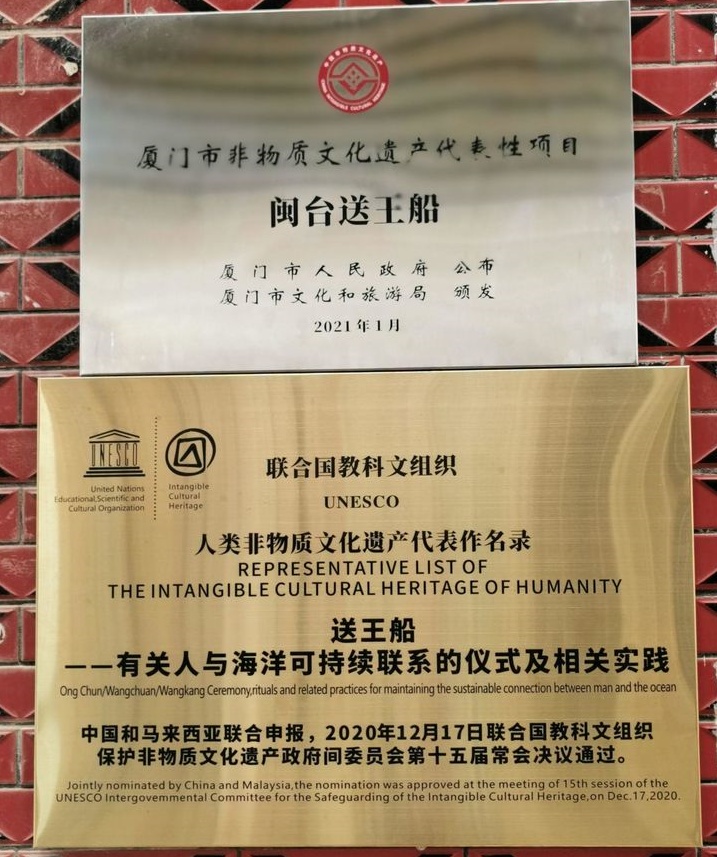 厦门市非物质文化遗产代表性项目
闽台送王船
厦门市人民政府 公布
厦门市文化和旅游局 颁发
2021年1月
UNESCO
United Nations
Educational,Scientific and
Cultural Organization
Intangible
Cultural
Heritage
联合国教科文组织
UNESCO
人类非物质文化遗产代表作名录
REPRESENTATIVE LIST OF
THE INTANGIBLE CULTURAL HERITAGE OF HUMANITY
送王船
——有关人与海洋可持续联系的仪式及相关实践
Ong Chun/Wangchuan/Wangkang Ceremony,rituals and related practices for maintaining the sustainable connection between man and the ocean
中国和马来西亚联合申报，2020年12月17日联合国教科文组织
保护非物质文化遗产政府间委员会第十五届常会决议通过。
Jointly nominated by China and Malaysia,the nomination was approved at the meeting of 15th session of the
UNESCO Intergovemmental Committee for the Safeguarding of the Intangible Cultural Heritage,on Dec.17,2020.